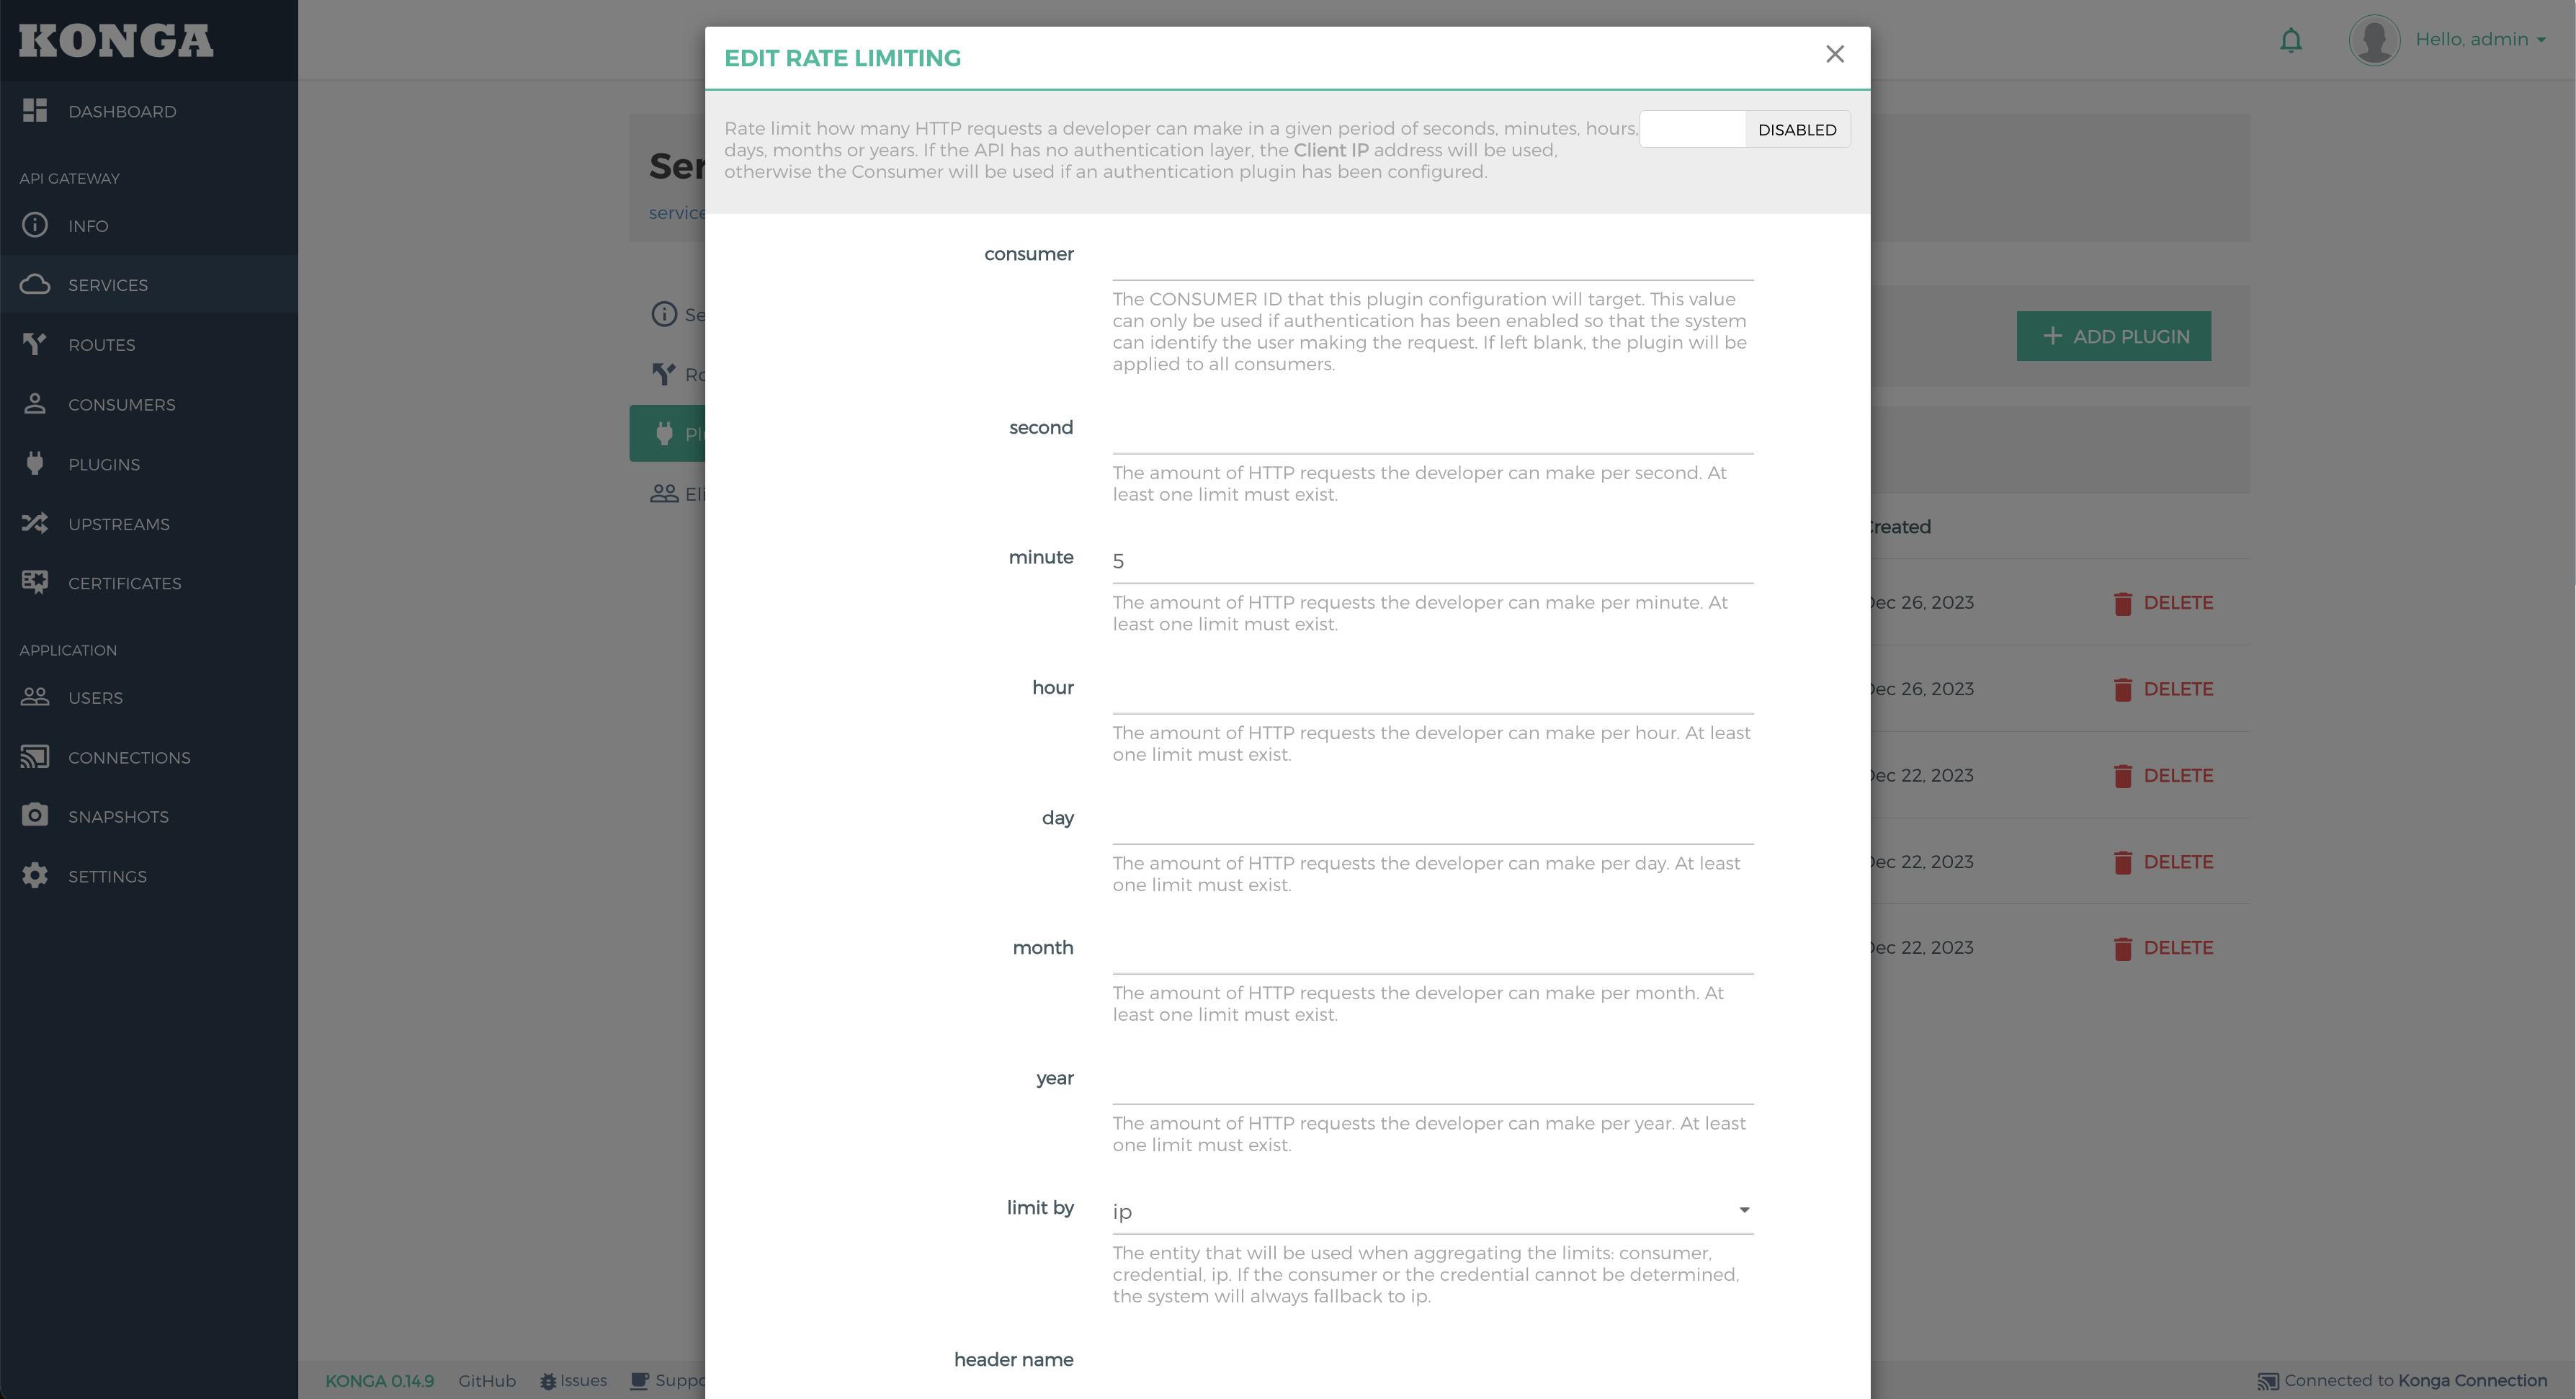 KONGA
DASHBOARD
API GATEWAY
INFO
SERVICES
ROUTES
CONSUMERS
PLUGINS
UPSTREAMS
CERTIFICATES
APPLICATION
USERS
CONNECTIONS
SNAPSHOTS
SETTINGS
Hello, admin
EDIT RATE LIMITING
Rate limit how many HTTP requests a developer can make in a given period of seconds, minutes, hours,
days, months or years. If the API has no authentication layer, the Client IP address will be used,
otherwise the Consumer will be used if an authentication plugin has been configured.
DISABLED
consumer
The CONSUMER ID that this plugin configuration will target. This value
can only be used if authentication has been enabled so that the system
can identify the user making the request. If left blank, the plugin will be
applied to all consumers.
second
The amount of HTTP requests the developer can make per second. At
least one limit must exist.
minute
5
The amount of HTTP requests the developer can make per minute. At
least one limit must exist.
hour
The amount of HTTP requests the developer can make per hour. At least
one limit must exist.
day
The amount of HTTP requests the developer can make per day. At least
one limit must exist.
month
The amount of HTTP requests the developer can make per month. At
least one limit must exist.
year
The amount of HTTP requests the developer can make per year. At least
one limit must exist.
limit by
ip
The entity that will be used when aggregating the limits: consumer,
credential, ip. If the consumer or the credential cannot be determined,
the system will always fallback to ip.
header name
ADD PLUGIN
Created
Dec 26, 2023 DELETE
Dec 26, 2023 DELETE
Dec 22, 2023 DELETE
Dec 22, 2023 DELETE
Dec 22, 2023 DELETE
KONGA 0.14.9 GitHub Issues
Connected to Konga Connection